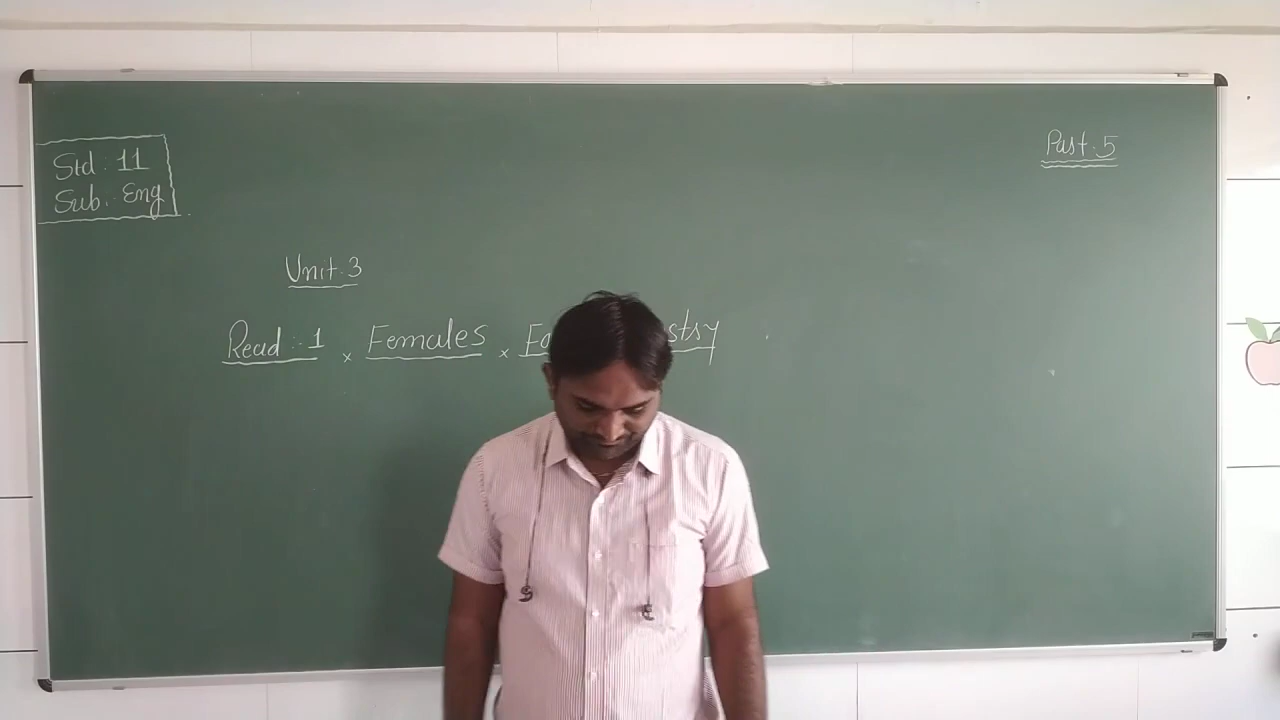 Std : 11
Sub : Eng
Part. 5
Unit. 3
Read :- 1 × Females ×